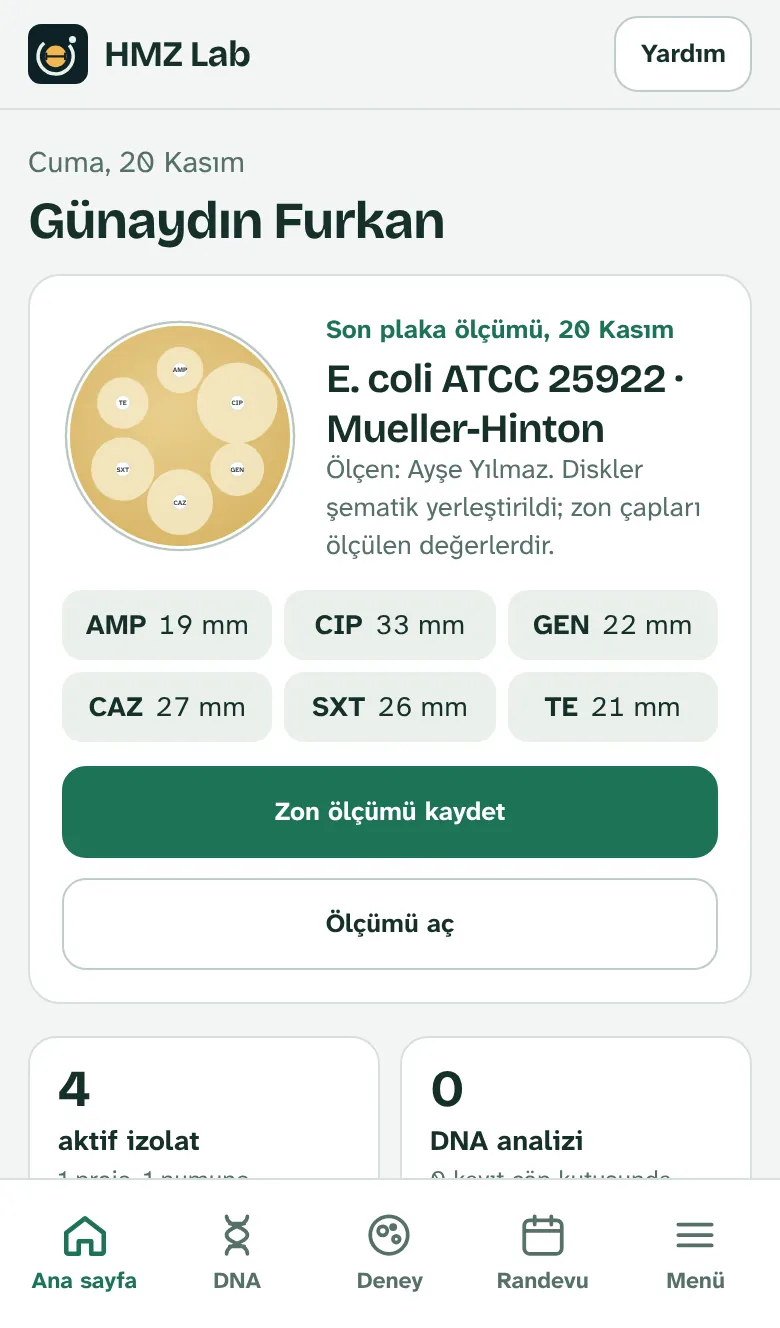 HMZ Lab
Yardım
Cuma, 20 Kasım
Günaydın Furkan
AMP
TE
CIP
SXT
GEN
CAZ
Son plaka ölçümü, 20 Kasım
E. coli ATCC 25922 ·
Mueller-Hinton
Ölçen: Ayşe Yılmaz. Diskler
şematik yerleştirildi; zon çapları
ölçülen değerlerdir.
AMP 19 mm
CIP 33 mm
GEN 22 mm
CAZ 27 mm
SXT 26 mm
TE 21 mm
Zon ölçümü kaydet
Ölçümü aç
4
aktif izolat
0
DNA analizi
Ana sayfa
DNA
Deney
Randevu
Menü